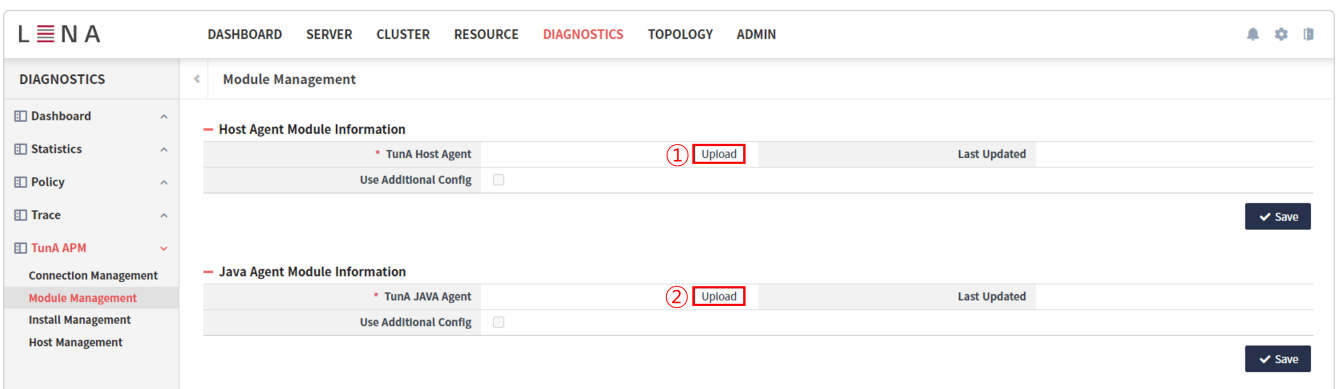 LENA
DASHBOARD SERVER CLUSTER RESOURCE DIAGNOSTICS TOPOLOGY ADMIN
DIAGNOSTICS
Module Management
Dashboard
Statistics
Policy
Trace
TunA APM
Connection Management
Module Management
Install Management
Host Management
Host Agent Module Information
* TunA Host Agent ① Upload Last Updated
Use Additional Config
Save
Java Agent Module Information
* TunA JAVA Agent ② Upload Last Updated
Use Additional Config
Save